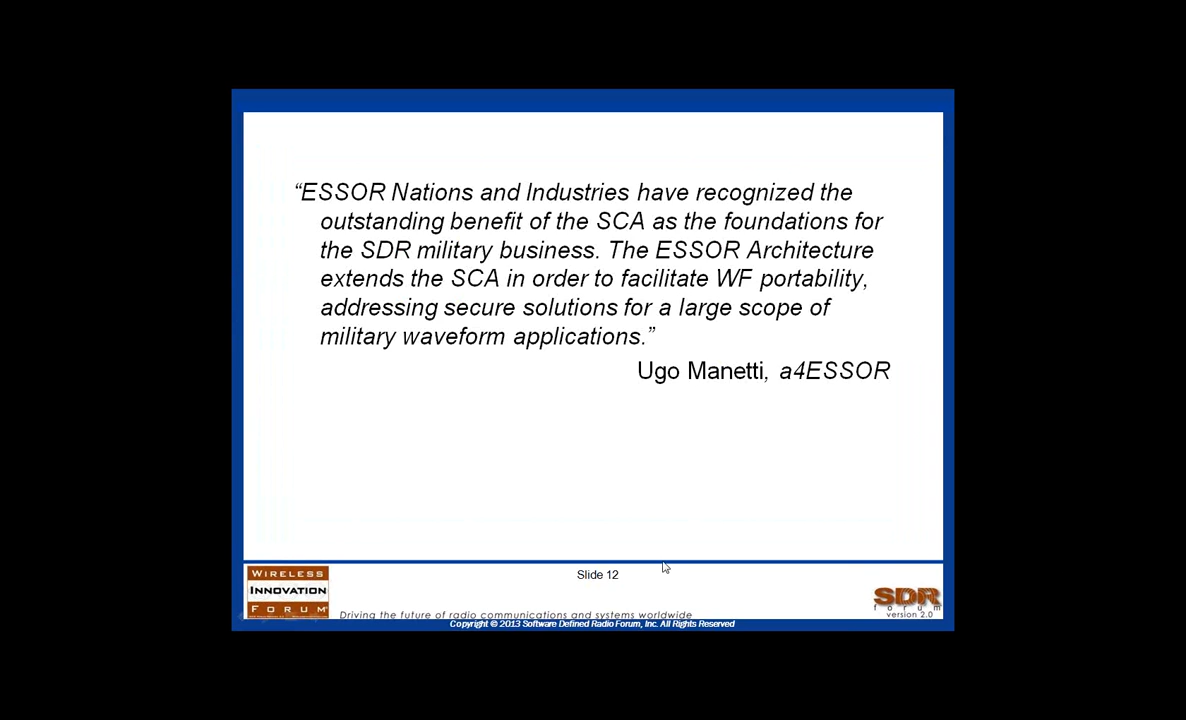 “ESSOR Nations and Industries have recognized the
outstanding benefit of the SCA as the foundations for
the SDR military business. The ESSOR Architecture
extends the SCA in order to facilitate WF portability,
addressing secure solutions for a large scope of
military waveform applications.”
Ugo Manetti, a4ESSOR
Slide 12
WIRELESS
INNOVATION
FORUM
Driving the future of radio communications and systems worldwide
SDR
forum
version 2.0
Copyright © 2013 Software Defined Radio Forum, Inc. All Rights Reserved